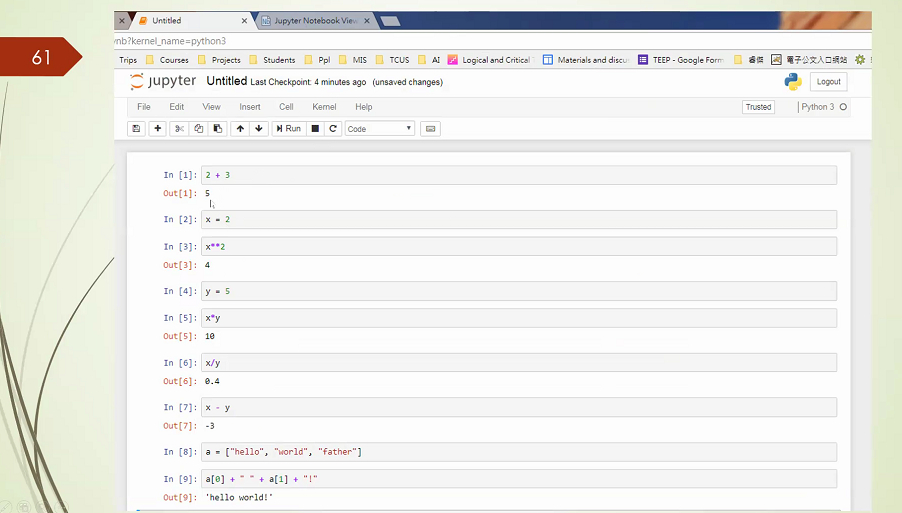 61
Untitled
Jupyter Notebook View
ynb?kernel_name=python3
Trips Courses Projects Students Ppl MIS TCUS AI Logical and Critical Materials and discu TEEP - Google Form 睿傑 電子公文入口網站
jupyter Untitled Last Checkpoint: 4 minutes ago (unsaved changes)
Logout
File Edit View Insert Cell Kernel Help
Trusted
Python 3
Run
Code
In [1]: 2 + 3
Out[1]: 5
In [2]: x = 2
In [3]: x**2
Out[3]: 4
In [4]: y = 5
In [5]: x*y
Out[5]: 10
In [6]: x/y
Out[6]: 0.4
In [7]: x - y
Out[7]: -3
In [8]: a = ["hello", "world", "father"]
In [9]: a[0] + " " + a[1] + "!"
Out[9]: 'hello world!'